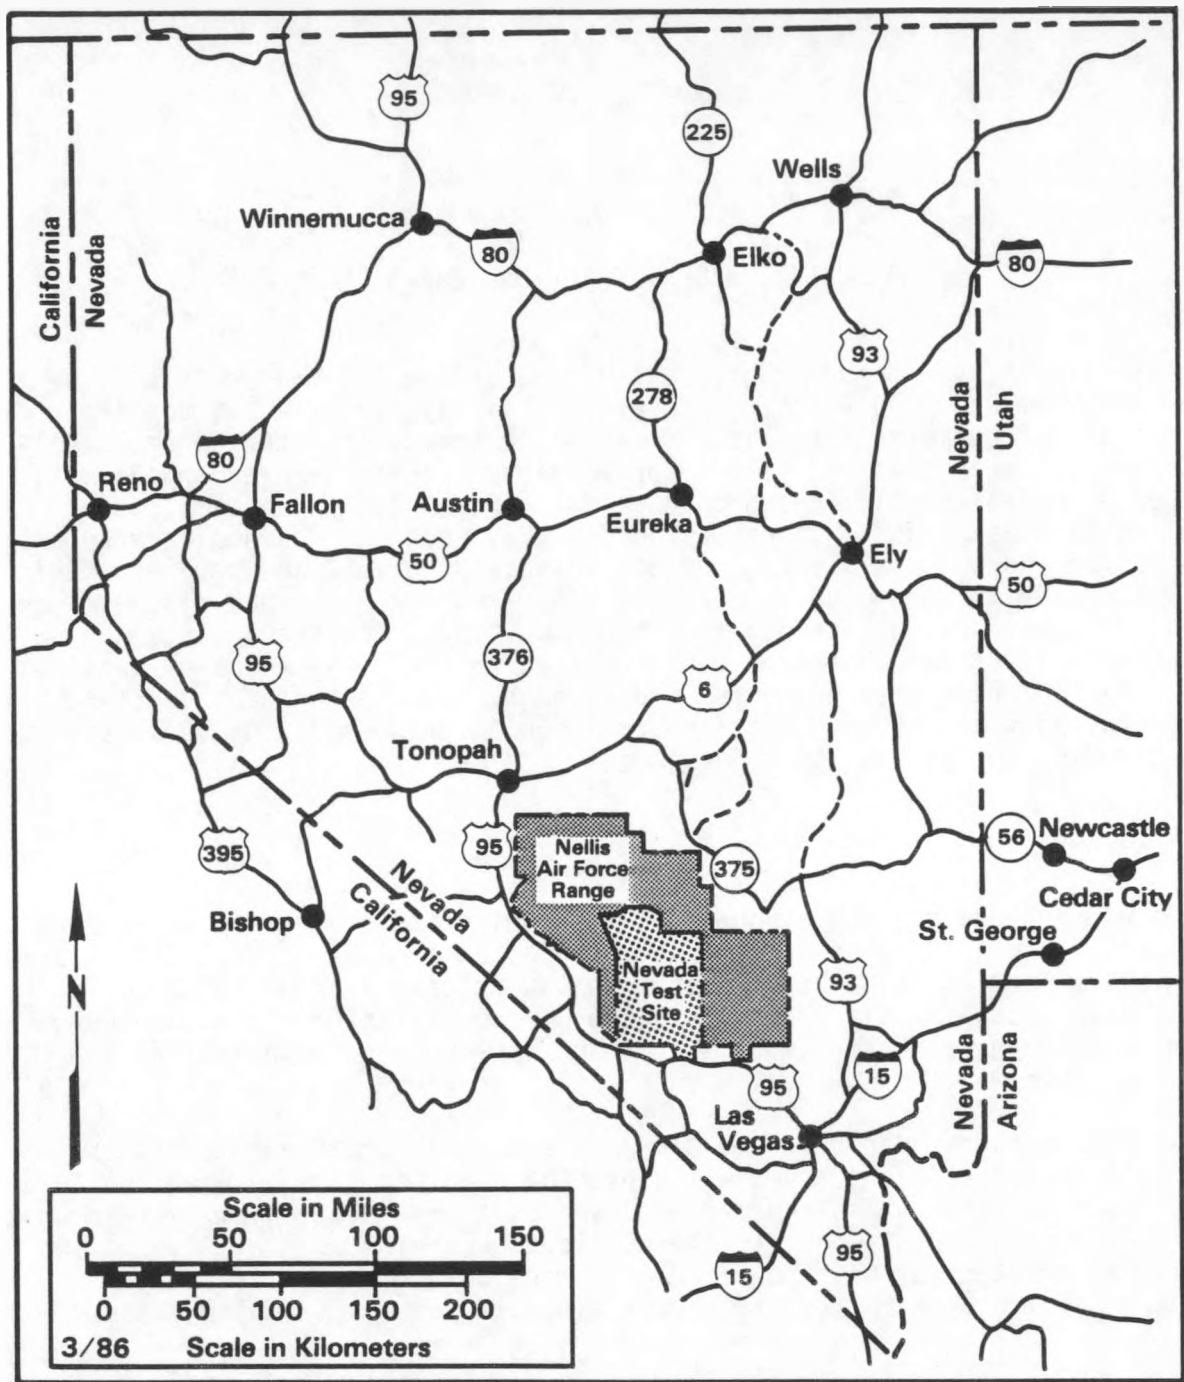 95
225
Wells
Winnemucca
80
Elko
80
California
Nevada
93
278
Nevada
Utah
80
Reno
Fallon
Austin
Eureka
Ely
50
50
95
376
6
Tonopah
395
95
Nellis
Air Force
Range
375
56
Newcastle
Cedar City
Nevada
California
Bishop
St. George
N
Nevada
Test
Site
93
Nevada
Arizona
15
95
Las
Vegas
95
15
Scale in Miles
0 50 100 150
0 50 100 150 200
3/86 Scale in Kilometers